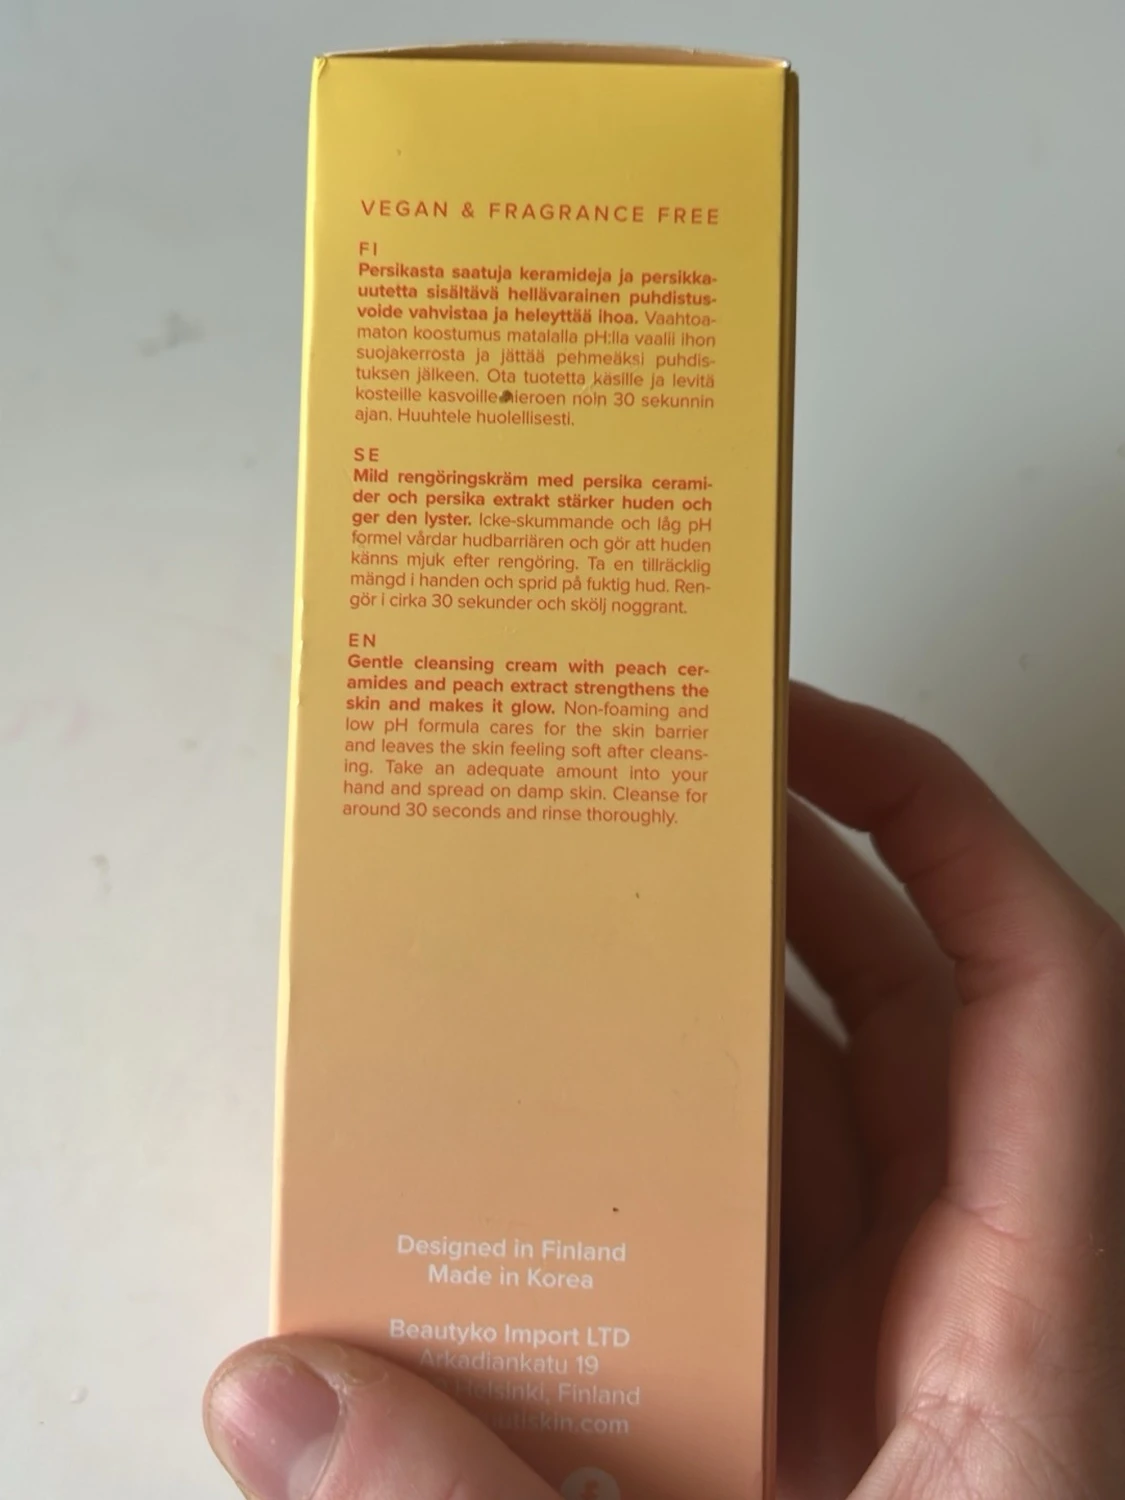 VEGAN & FRAGRANCE FREE
FI
Persikasta saatuja keramideja ja persikka-
uutetta sisältävä hellävarainen puhdistus-
voide vahvistaa ja heleyttää ihoa. Vaahtoa-
maton koostumus matalalla pH:lla vaalii ihon
suojakerrosta ja jättää pehmeäksi puhdis-
tuksen jälkeen. Ota tuotetta käsille ja levitä
kosteille kasvoille hieroen noin 30 sekunnin
ajan. Huuhtele huolellisesti.
SE
Mild rengöringskräm med persika cerami-
der och persika extrakt stärker huden och
ger den lyster. Icke-skummande och låg pH
formel vårdar hudbarriären och gör att huden
känns mjuk efter rengöring. Ta en tillräcklig
mängd i handen och sprid på fuktig hud. Ren-
gör i cirka 30 sekunder och skölj noggrant.
EN
Gentle cleansing cream with peach cer-
amides and peach extract strengthens the
skin and makes it glow. Non-foaming and
low pH formula cares for the skin barrier
and leaves the skin feeling soft after cleans-
ing. Take an adequate amount into your
hand and spread on damp skin. Cleanse for
around 30 seconds and rinse thoroughly.
Designed in Finland
Made in Korea
Beautyko Import LTD
Arkadiankatu 19
Helsinki, Finland